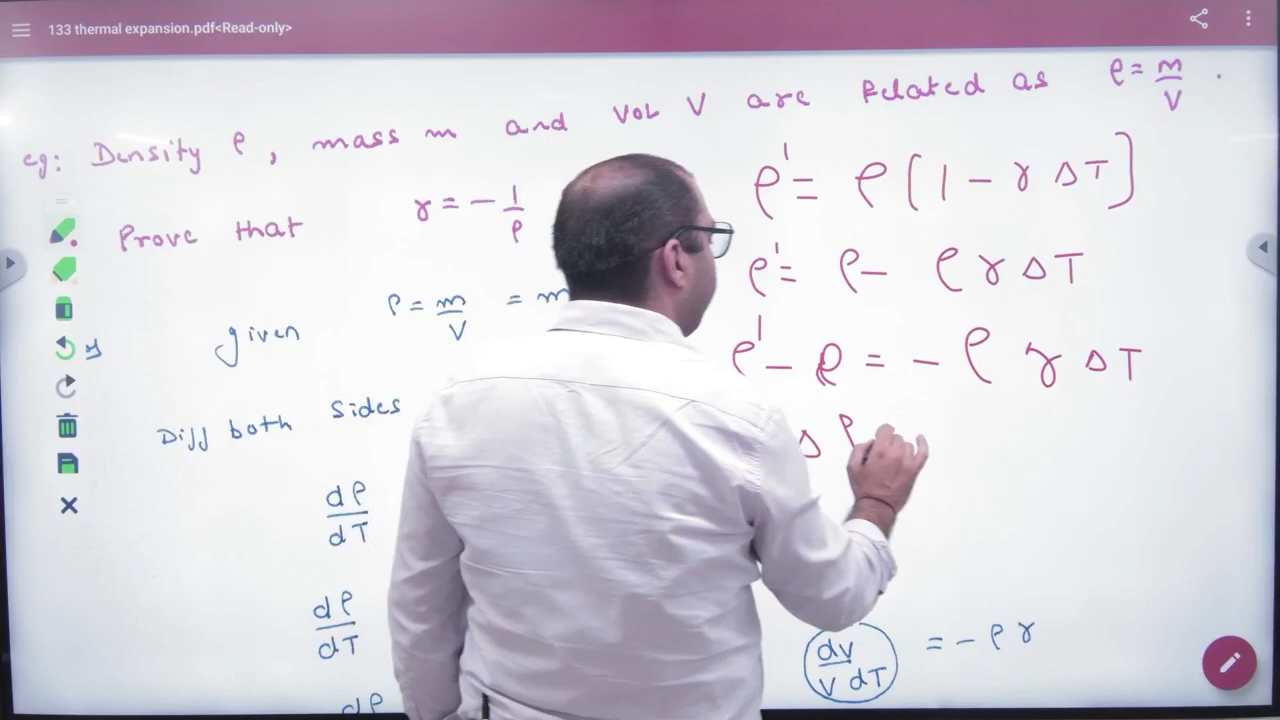 133 thermal expansion.pdf<Read-only>
eg: Density ρ, mass m and Vol V are Related as ρ = m/V .
Prove that γ = - 1/ρ
ρ' = ρ(1 - γ ΔT)
given ρ = m/V = m
ρ' = ρ - ρ γ ΔT
ρ' - ρ = - ρ γ ΔT
Diff both sides
Δ ρ
dρ/dT
dρ/dT
dv/V dT = - ρ γ
dρ